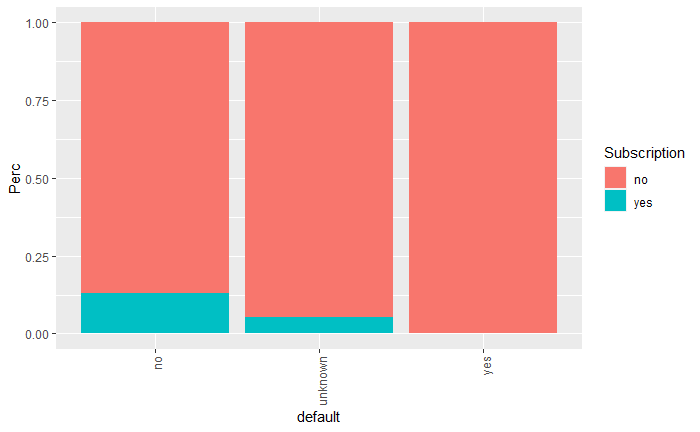 1.00
0.75
0.50
0.25
0.00
Perc
no
unknown
yes
default
Subscription
no
yes